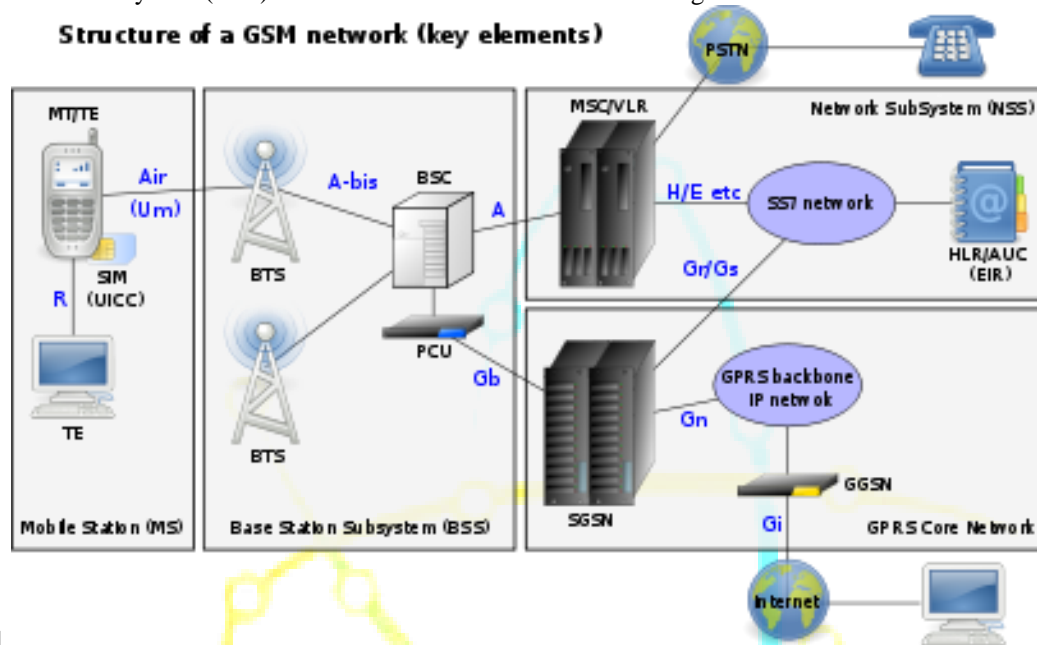 Structure of a GSM network (key elements)
PSTN
MT/TE
MSC/VLR
Network SubSystem (NSS)
Air
(Um)
A-bis
BSC
A
H/E etc
SS7 network
BTS
SIM
(UICC)
HLR/AUC
(EIR)
R
Gr/Gs
PCU
Gb
GPRS backbone
IP netwok
Gn
TE
BTS
SGSN
GGSN
Gi
Mobile Station (MS)
Base Station Subsystem (BSS)
GPRS Core Network
Internet